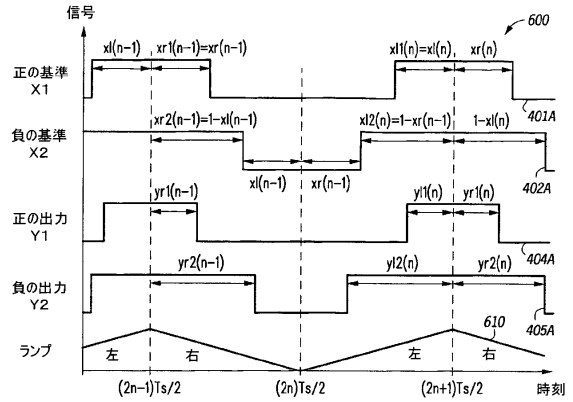 信号
600
xl(n−1)
xr1(n−1)=xr(n−1)
xl1(n)=xl(n)
xr(n)
正の基準
X1
401A
負の基準
X2
xr2(n−1)=1−xl(n−1)
xl2(n)=1−xr(n−1)
1−xl(n)
xl(n−1)
xr(n−1)
402A
正の出力
Y1
yr1(n−1)
yl1(n)
yr1(n)
404A
負の出力
Y2
yr2(n−1)
yl2(n)
yr2(n)
405A
ランプ
610
左
右
左
右
(2n−1)Ts/2
(2n)Ts/2
(2n+1)Ts/2
時刻